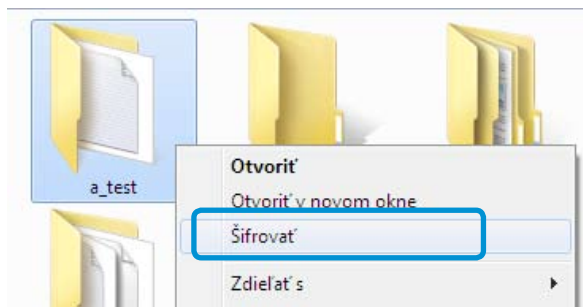 a_test
Otvoriť
Otvoriť v novom okne
Šifrovať
Zdieľať s